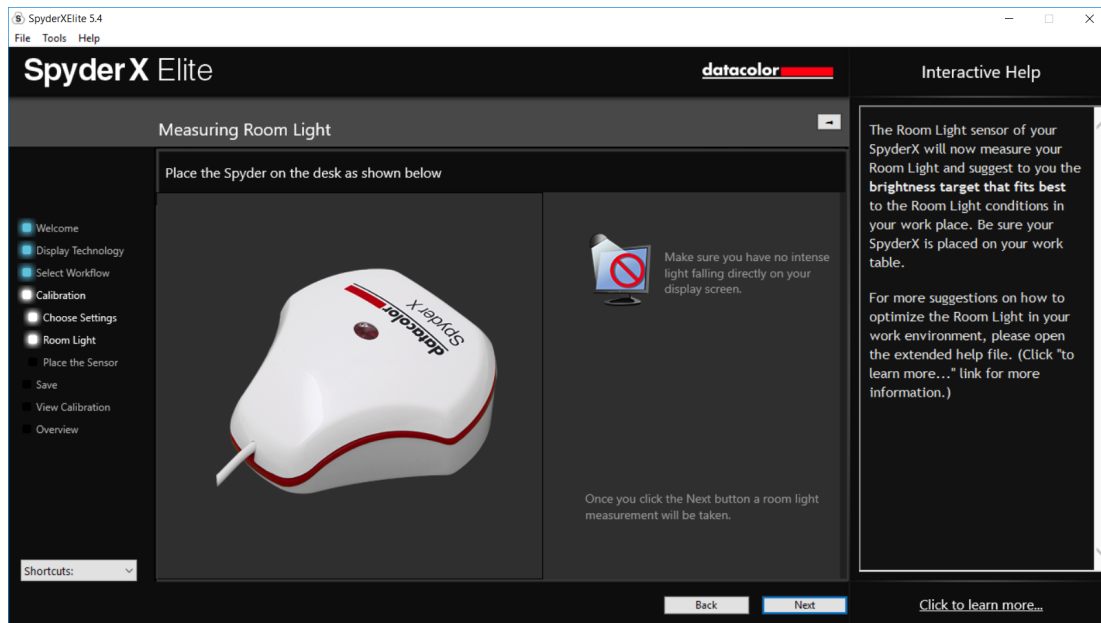 SpyderXElite 5.4
File Tools Help
Spyder X Elite
datacolor
Interactive Help
Measuring Room Light
Place the Spyder on the desk as shown below
Welcome
Display Technology
Select Workflow
Calibration
Choose Settings
Room Light
Place the Sensor
Save
View Calibration
Overview
Shortcuts:
datacolor
Spyder X
Make sure you have no intense
light falling directly on your
display screen.
Once you click the Next button a room light
measurement will be taken.
Back
Next
The Room Light sensor of your
SpyderX will now measure your
Room Light and suggest to you the
brightness target that fits best
to the Room Light conditions in
your work place. Be sure your
SpyderX is placed on your work
table.
For more suggestions on how to
optimize the Room Light in your
work environment, please open
the extended help file. (Click "to
learn more..." link for more
information.)
Click to learn more...